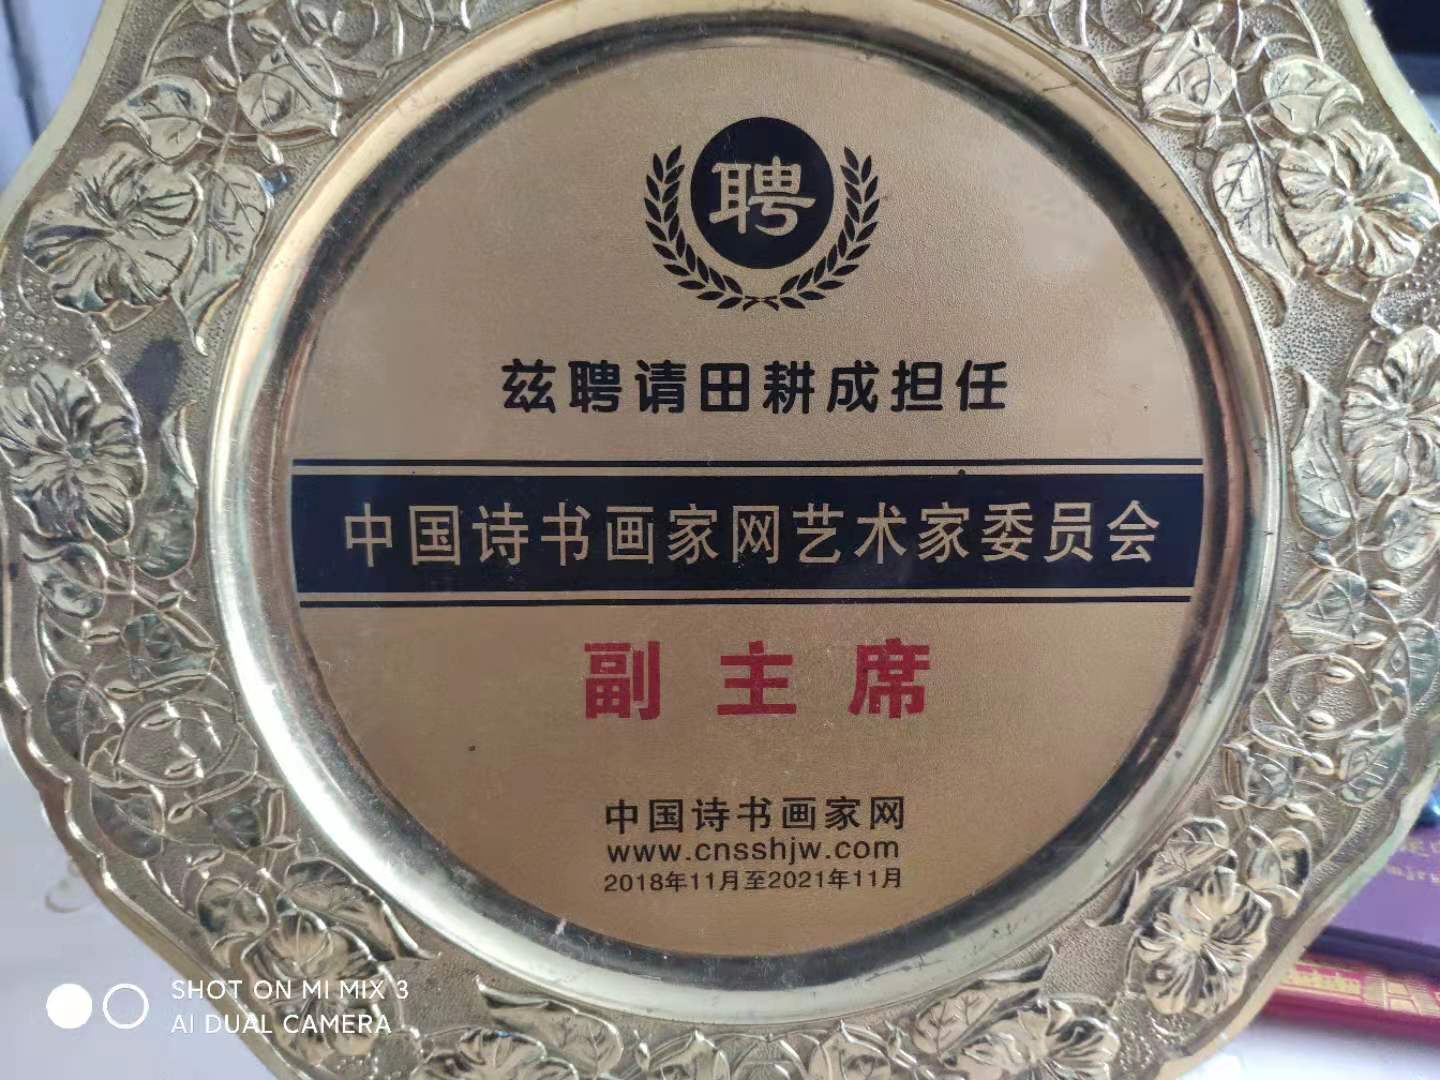 聘
兹聘请田耕成担任
中国诗书画家网艺术家委员会
副主席
中国诗书画家网
www.cnsshjw.com
2018年11月至2021年11月
SHOT ON MI MIX 3
AI DUAL CAMERA